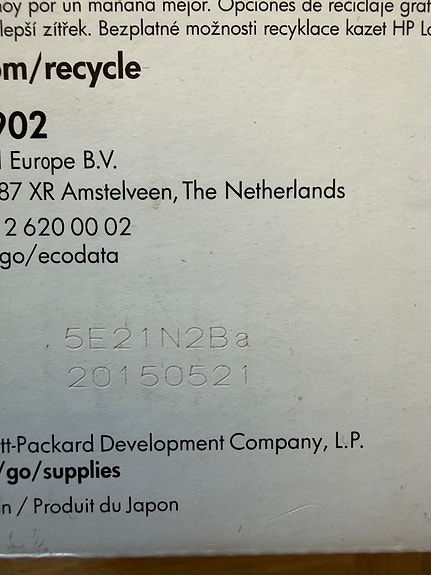 hoy por un mañana mejor. Opciones de reciclaje
lepší zítřek. Bezplatné možnosti recyklace kazet HP
om/recycle
902
Europe B.V.
87 XR Amstelveen, The Netherlands
2 620 00 02
go/ecodata
5E21N2Ba
20150521
tt-Packard Development Company, L.P.
/go/supplies
n / Produit du Japon